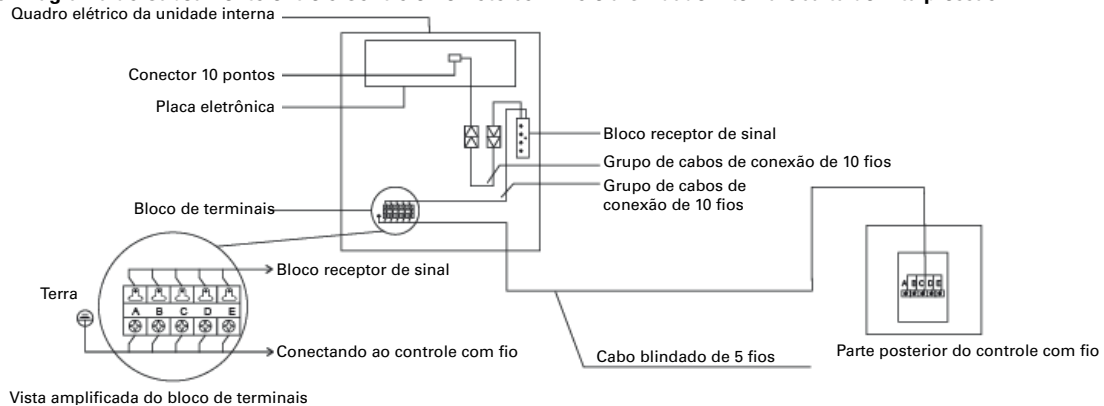 Quadro elétrico da unidade interna
Conector 10 pontos
Placa eletrônica
Bloco receptor de sinal
Grupo de cabos de conexão de 10 fios
Grupo de cabos de
conexão de 10 fios
Bloco de terminais
Bloco receptor de sinal
Terra
A B C D E
A B C D E
Conectando ao controle com fio
Cabo blindado de 5 fios
Parte posterior do controle com fio
Vista amplificada do bloco de terminais